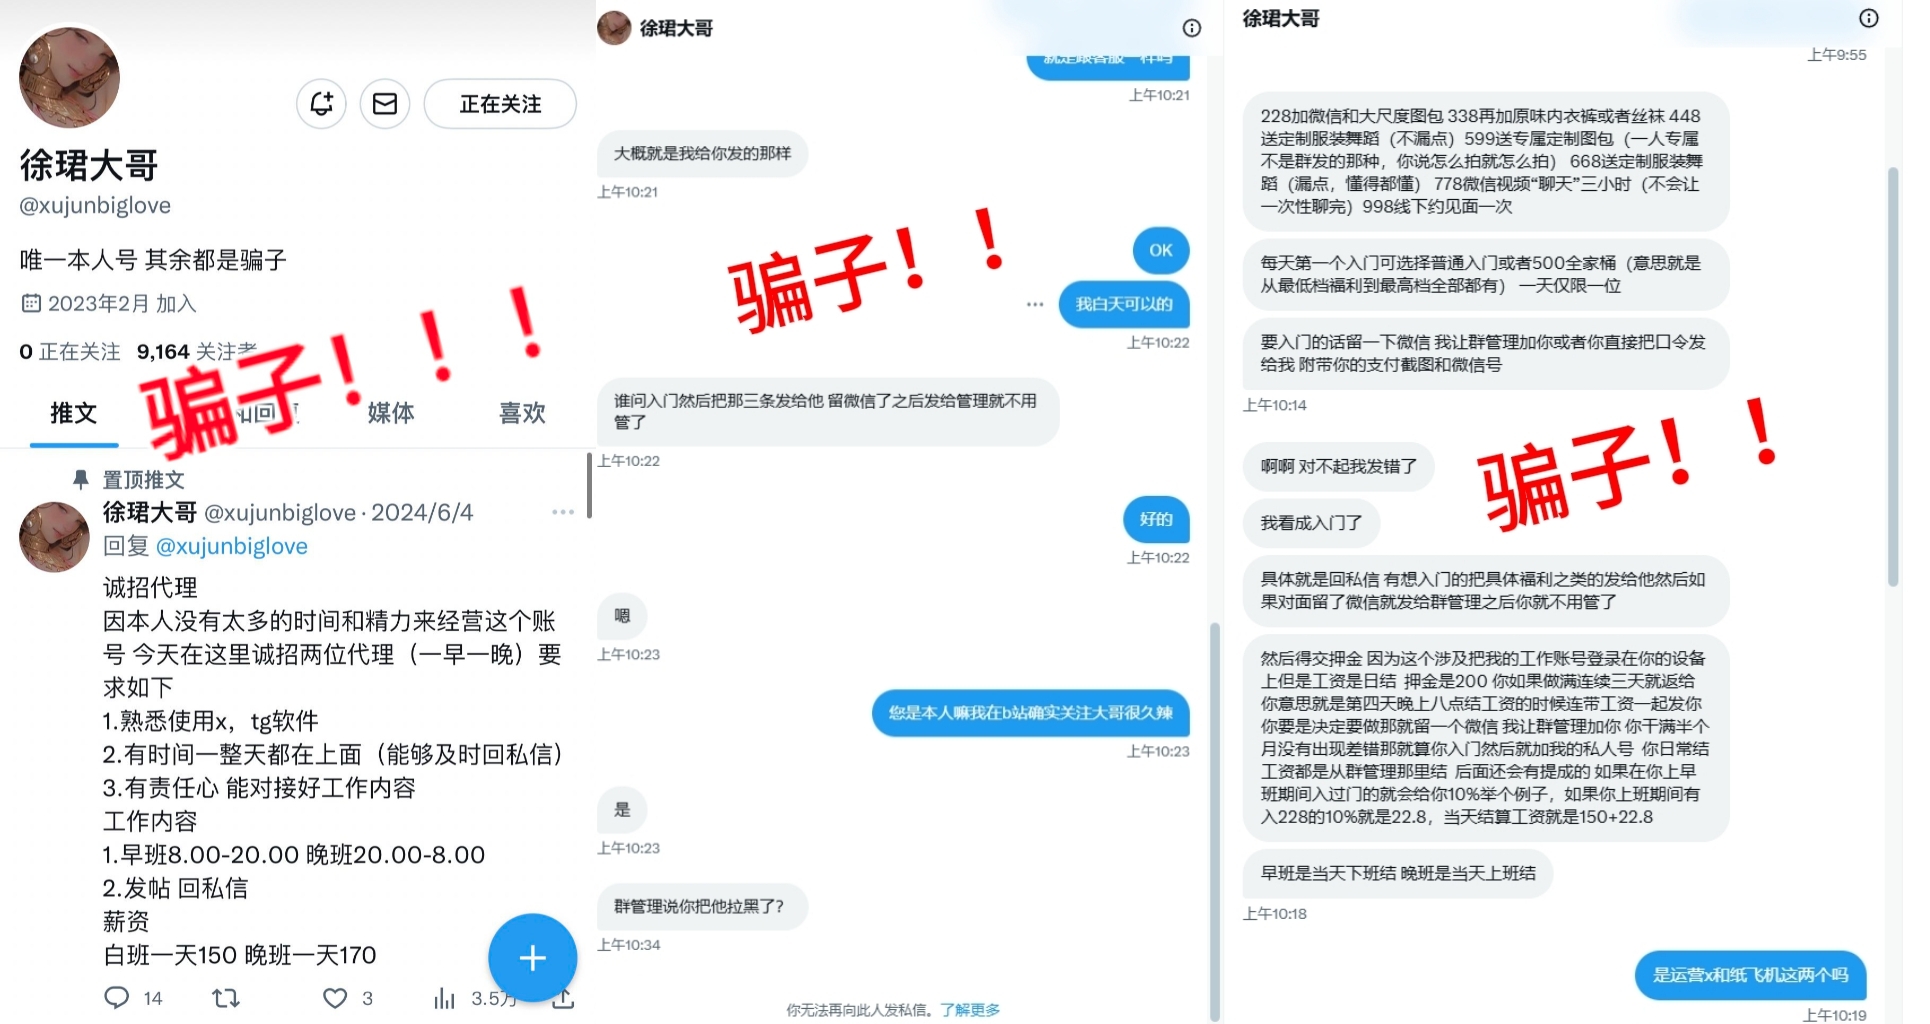 正在关注
徐珺大哥
@xujunbiglove
唯一本人号 其余都是骗子
2023年2月 加入
0 正在关注 9,164 关注者
骗子！！！
推文
媒体
喜欢
置顶推文
徐珺大哥 @xujunbiglove · 2024/6/4
回复 @xujunbiglove
诚招代理
因本人没有太多的时间和精力来经营这个账
号 今天在这里诚招两位代理（一早一晚）要
求如下
1.熟悉使用x，tg软件
2.有时间一整天都在上面（能够及时回私信）
3.有责任心 能对接好工作内容
工作内容
1.早班8.00-20.00 晚班20.00-8.00
2.发帖 回私信
薪资
白班一天150 晚班一天170
14
3
3.5万
徐珺大哥
就是跟客服一样吗
上午10:21
大概就是我给你发的那样
上午10:21
骗子！！
OK
我白天可以的
上午10:22
谁问入门然后把那三条发给他 留微信了之后发给管理就不用
管了
上午10:22
好的
上午10:22
嗯
上午10:23
您是本人嘛我在b站确实关注大哥很久辣
上午10:23
是
上午10:23
群管理说你把他拉黑了？
上午10:34
你无法再向此人发私信。了解更多
徐珺大哥
上午9:55
228加微信和大尺度图包 338再加原味内衣裤或者丝袜 448
送定制服装舞蹈（不漏点）599送专属定制图包（一人专属
不是群发的那种，你说怎么拍就怎么拍） 668送定制服装舞
蹈（漏点，懂得都懂） 778微信视频“聊天”三小时（不会让
一次性聊完）998线下约见面一次
每天第一个入门可选择普通入门或者500全家桶（意思就是
从最低档福利到最高档全部都有） 一天仅限一位
要入门的话留一下微信 我让群管理加你或者你直接把口令发
给我 附带你的支付截图和微信号
上午10:14
啊啊 对不起我发错了
骗子！！
我看成入门了
具体就是回私信 有想入门的把具体福利之类的发给他然后如
果对面留了微信就发给群管理之后你就不用管了
然后得交押金 因为这个涉及把我的工作账号登录在你的设备
上但是工资是日结 押金是200 你如果做满连续三天就返给
你意思就是第四天晚上八点结工资的时候连带工资一起发你
你要是决定要做那就留一个微信 我让群管理加你 你干满半个
月没有出现差错那就算你入门然后就加我的私人号 你日常结
工资都是从群管理那里结 后面还会有提成的 如果在你上早
班期间入过门的就会给你10%举个例子，如果你上班期间有
入228的10%就是22.8，当天结算工资就是150+22.8
早班是当天下班结 晚班是当天上班结
上午10:18
是运营x和纸飞机这两个吗
上午10:19